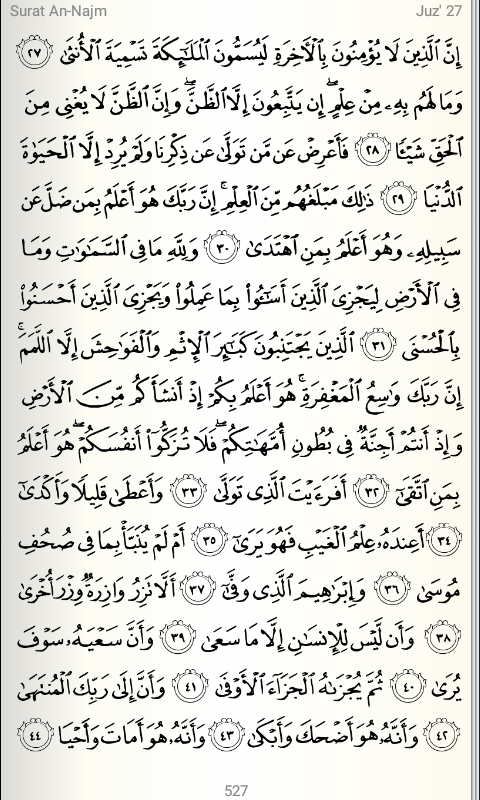 Surat An-Najm
Juz' 27
إِنَّ ٱلَّذِينَ لَا يُؤْمِنُونَ بِٱلْءَاخِرَةِ لَيُسَمُّونَ ٱلْمَلَـٰٓئِكَةَ تَسْمِيَةَ ٱلْأُنثَىٰ ٢٧
وَمَا لَهُم بِهِۦ مِنْ عِلْمٍ ۖ إِن يَتَّبِعُونَ إِلَّا ٱلظَّنَّ ۖ وَإِنَّ ٱلظَّنَّ لَا يُغْنِى مِنَ
ٱلْحَقِّ شَيْـًٔا ٢٨ فَأَعْرِضْ عَن مَّن تَوَلَّىٰ عَن ذِكْرِنَا وَلَمْ يُرِدْ إِلَّا ٱلْحَيَوٰةَ
ٱلدُّنْيَا ٢٩ ذَٰلِكَ مَبْلَغُهُم مِّنَ ٱلْعِلْمِ ۚ إِنَّ رَبَّكَ هُوَ أَعْلَمُ بِمَن ضَلَّ عَن
سَبِيلِهِۦ وَهُوَ أَعْلَمُ بِمَنِ ٱهْتَدَىٰ ٣٠ وَلِلَّهِ مَا فِى ٱلسَّمَـٰوَٰتِ وَمَا
فِى ٱلْأَرْضِ لِيَجْزِىَ ٱلَّذِينَ أَسَـٰٓـُٔوا۟ بِمَا عَمِلُوا۟ وَيَجْزِىَ ٱلَّذِينَ أَحْسَنُوا۟
بِٱلْحُسْنَى ٣١ ٱلَّذِينَ يَجْتَنِبُونَ كَبَـٰٓئِرَ ٱلْإِثْمِ وَٱلْفَوَٰحِشَ إِلَّا ٱللَّمَمَ ۚ
إِنَّ رَبَّكَ وَٰسِعُ ٱلْمَغْفِرَةِ ۚ هُوَ أَعْلَمُ بِكُمْ إِذْ أَنشَأَكُم مِّنَ ٱلْأَرْضِ
وَإِذْ أَنتُمْ أَجِنَّةٌ فِى بُطُونِ أُمَّهَـٰتِكُمْ ۖ فَلَا تُزَكُّوٓا۟ أَنفُسَكُمْ ۖ هُوَ أَعْلَمُ
بِمَنِ ٱتَّقَىٰٓ ٣٢ أَفَرَءَيْتَ ٱلَّذِى تَوَلَّىٰ ٣٣ وَأَعْطَىٰ قَلِيلًا وَأَكْدَىٰٓ
٣٤ أَعِندَهُۥ عِلْمُ ٱلْغَيْبِ فَهُوَ يَرَىٰٓ ٣٥ أَمْ لَمْ يُنَبَّأْ بِمَا فِى صُحُفِ
مُوسَىٰ ٣٦ وَإِبْرَٰهِيمَ ٱلَّذِى وَفَّىٰٓ ٣٧ أَلَّا تَزِرُ وَازِرَةٌ وِزْرَ أُخْرَىٰ
٣٨ وَأَن لَّيْسَ لِلْإِنسَـٰنِ إِلَّا مَا سَعَىٰ ٣٩ وَأَنَّ سَعْيَهُۥ سَوْفَ
يُرَىٰ ٤٠ ثُمَّ يُجْزَىٰهُ ٱلْجَزَآءَ ٱلْأَوْفَىٰ ٤١ وَأَنَّ إِلَىٰ رَبِّكَ ٱلْمُنتَهَىٰ
٤٢ وَأَنَّهُۥ هُوَ أَضْحَكَ وَأَبْكَىٰ ٤٣ وَأَنَّهُۥ هُوَ أَمَاتَ وَأَحْيَا ٤٤
527